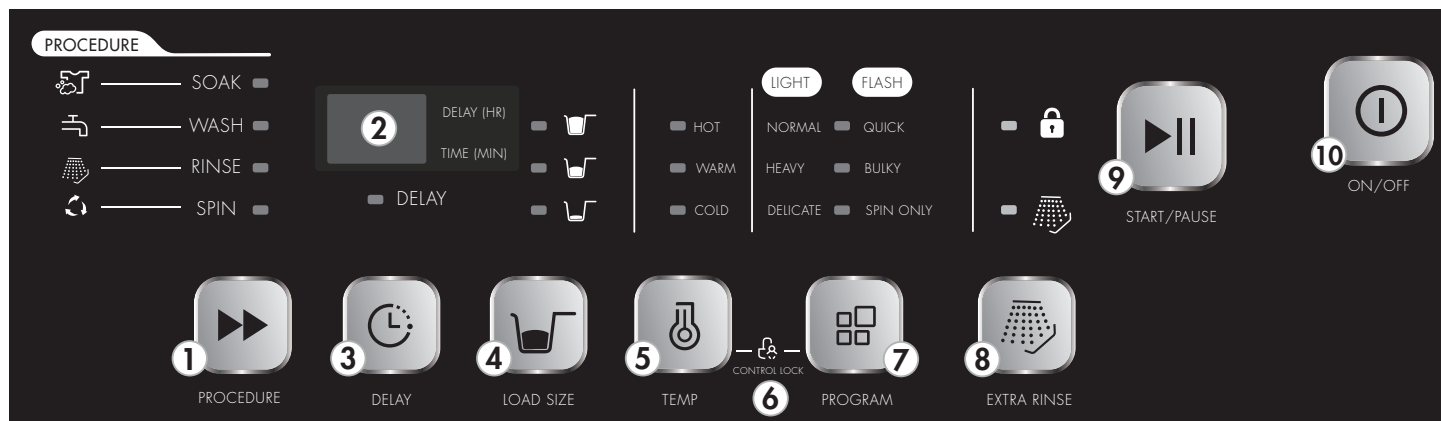 PROCEDURE
SOAK
WASH
RINSE
SPIN
2
DELAY (HR)
TIME (MIN)
DELAY
HOT
WARM
COLD
LIGHT FLASH
NORMAL QUICK
HEAVY BULKY
DELICATE SPIN ONLY
9
START/PAUSE
10
ON/OFF
1
PROCEDURE
3
DELAY
4
LOAD SIZE
5
TEMP
CONTROL LOCK
6
7
PROGRAM
8
EXTRA RINSE